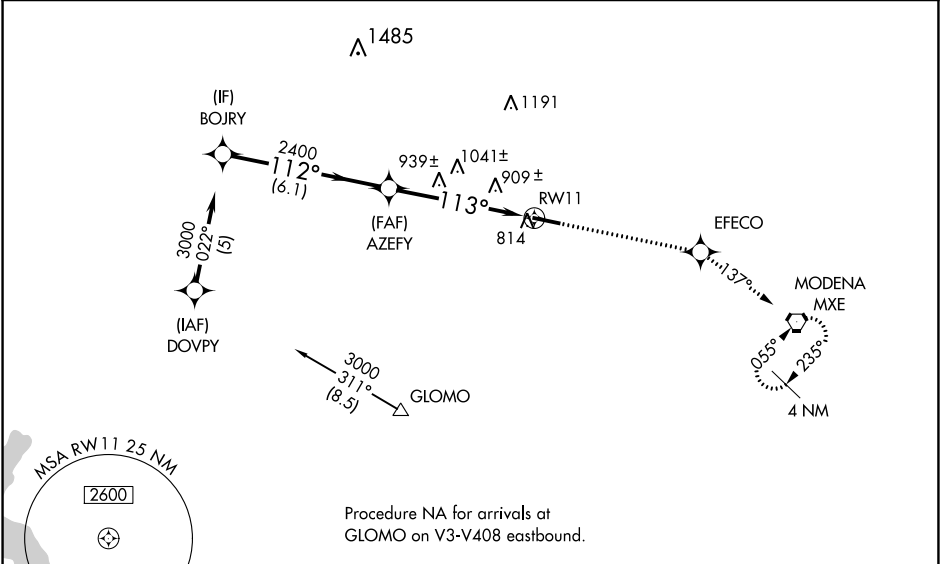 1485
(IF)
BOJRY
1191
2400
112°
(6.1)
939±
1041±
909±
113°
RW11
814
(FAF)
AZEFY
EFECO
137°
MODENA
MXE
3000
022°
(5)
(IAF)
DOVPY
055°
235°
4 NM
3000
311°
(8.5)
GLOMO
MSA RW 11 25 NM
2600
Procedure NA for arrivals at
GLOMO on V3-V408 eastbound.